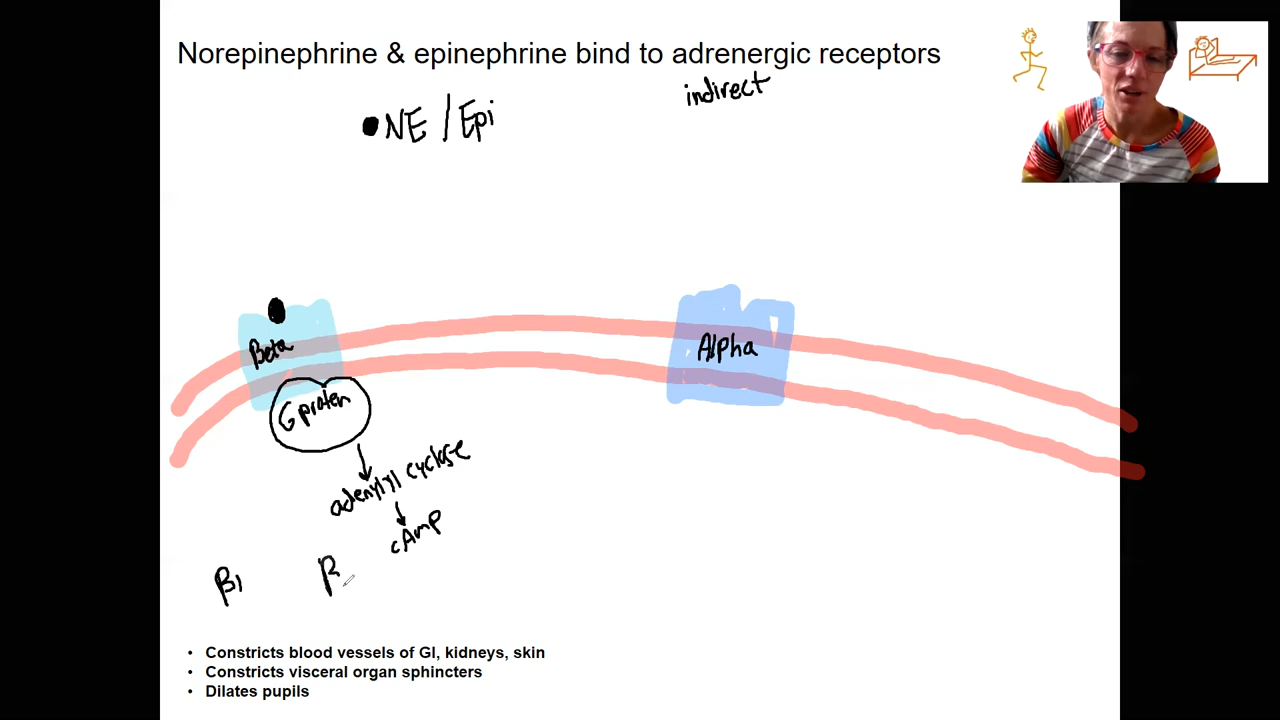 Norepinephrine & epinephrine bind to adrenergic receptors
indirect
NE / Epi
Beta
Alpha
G protein
adenylyl cyclase
cAmp
β1
β
• Constricts blood vessels of GI, kidneys, skin
• Constricts visceral organ sphincters
• Dilates pupils